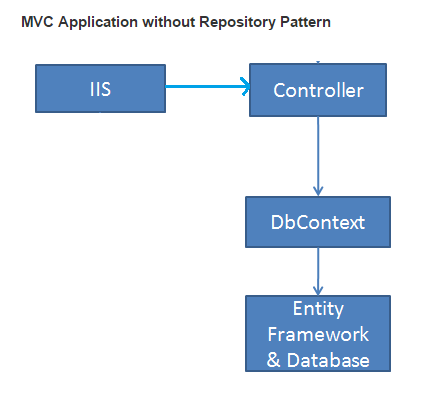 MVC Application without Repository Pattern
IIS
Controller
DbContext
Entity
Framework
& Database